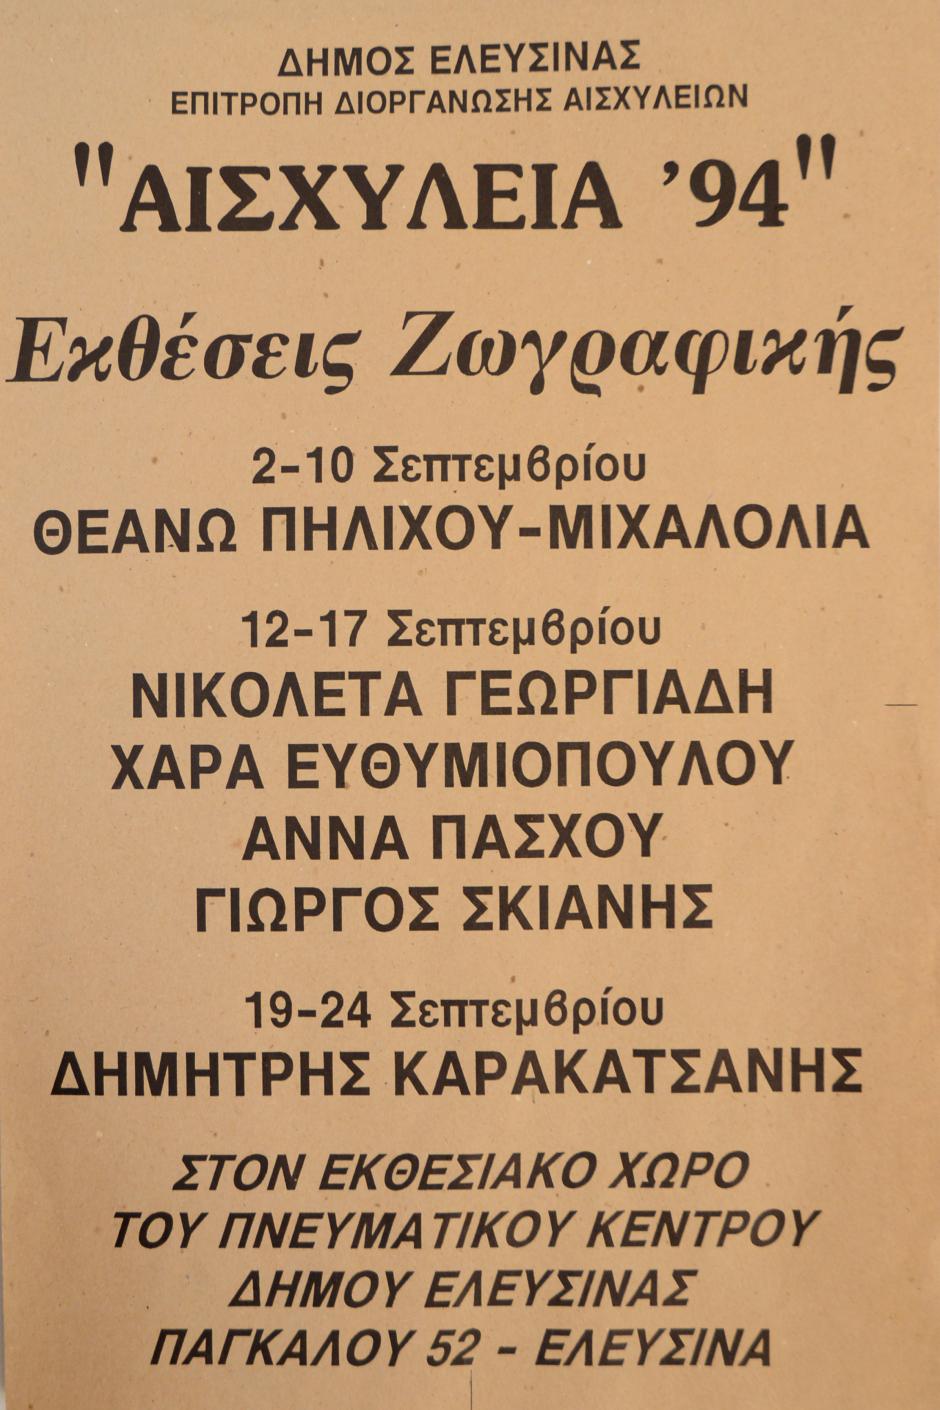 ΔΗΜΟΣ ΕΛΕΥΣΙΝΑΣ
ΕΠΙΤΡΟΠΗ ΔΙΟΡΓΑΝΩΣΗΣ ΑΙΣΧΥΛΕΙΩΝ
"ΑΙΣΧΥΛΕΙΑ '94"
Εκθέσεις Ζωγραφικής
2-10 Σεπτεμβρίου
ΘΕΑΝΩ ΠΗΛΙΧΟΥ-ΜΙΧΑΛΟΛΙΑ
12-17 Σεπτεμβρίου
ΝΙΚΟΛΕΤΑ ΓΕΩΡΓΙΑΔΗ
ΧΑΡΑ ΕΥΘΥΜΙΟΠΟΥΛΟΥ
ΑΝΝΑ ΠΑΣΧΟΥ
ΓΙΩΡΓΟΣ ΣΚΙΑΝΗΣ
19-24 Σεπτεμβρίου
ΔΗΜΗΤΡΗΣ ΚΑΡΑΚΑΤΣΑΝΗΣ
ΣΤΟΝ ΕΚΘΕΣΙΑΚΟ ΧΩΡΟ
ΤΟΥ ΠΝΕΥΜΑΤΙΚΟΥ ΚΕΝΤΡΟΥ
ΔΗΜΟΥ ΕΛΕΥΣΙΝΑΣ
ΠΑΓΚΑΛΟΥ 52 - ΕΛΕΥΣΙΝΑ